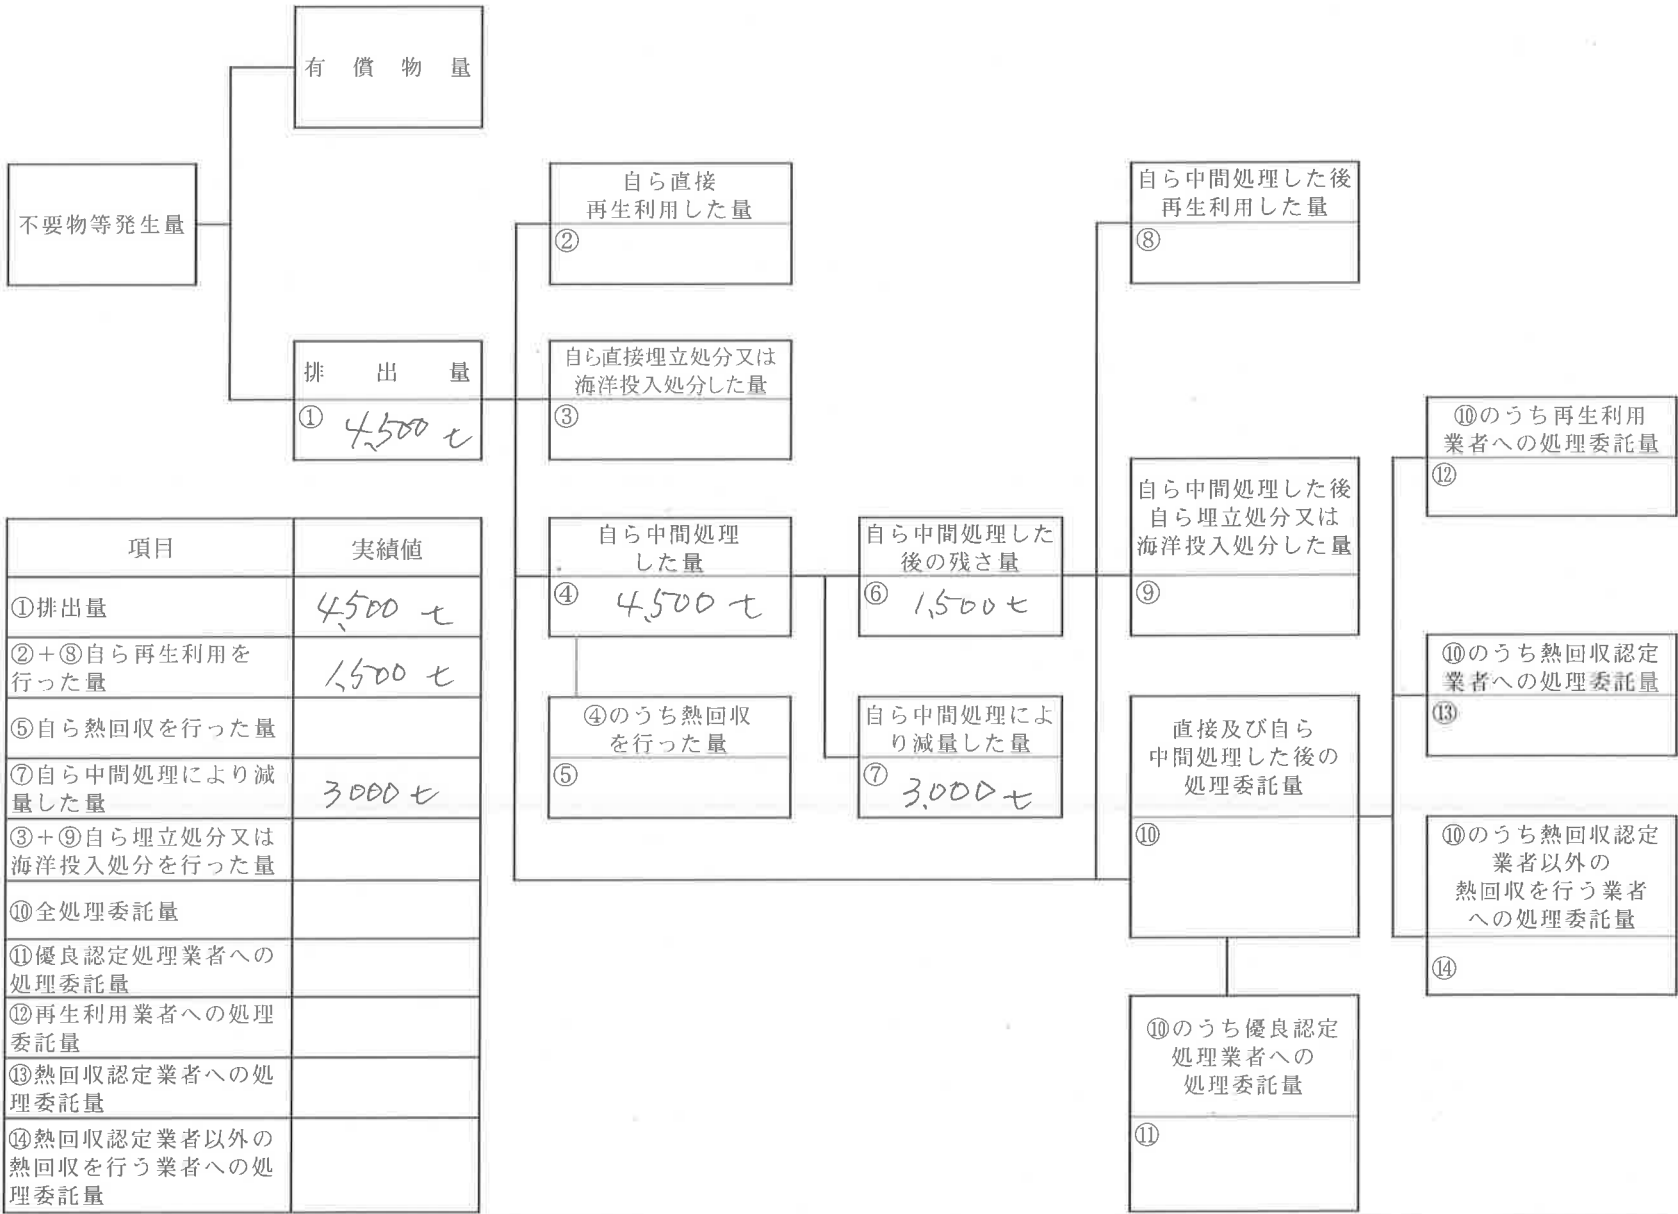 有償物量
不要物等発生量
排出量
① 4,500 t
自ら直接
再生利用した量
②
自ら直接埋立処分又は
海洋投入処分した量
③
自ら中間処理
した量
④ 4,500 t
④のうち熱回収
を行った量
⑤
自ら中間処理した
後の残さ量
⑥ 1,500 t
自ら中間処理によ
り減量した量
⑦ 3,000 t
自ら中間処理した後
再生利用した量
⑧
自ら中間処理した後
自ら埋立処分又は
海洋投入処分した量
⑨
直接及び自ら
中間処理した後の
処理委託量
⑩
⑩のうち優良認定
処理業者への
処理委託量
⑪
⑩のうち再生利用
業者への処理委託量
⑫
⑩のうち熱回収認定
業者への処理委託量
⑬
⑩のうち熱回収認定
業者以外の
熱回収を行う業者
への処理委託量
⑭
項目 実績値
①排出量 4,500 t
②+⑧自ら再生利用を
行った量 1,500 t
⑤自ら熱回収を行った量
⑦自ら中間処理により減
量した量 3000 t
③+⑨自ら埋立処分又は
海洋投入処分を行った量
⑩全処理委託量
⑪優良認定処理業者への
処理委託量
⑫再生利用業者への処理
委託量
⑬熱回収認定業者への処
理委託量
⑭熱回収認定業者以外の
熱回収を行う業者への処
理委託量